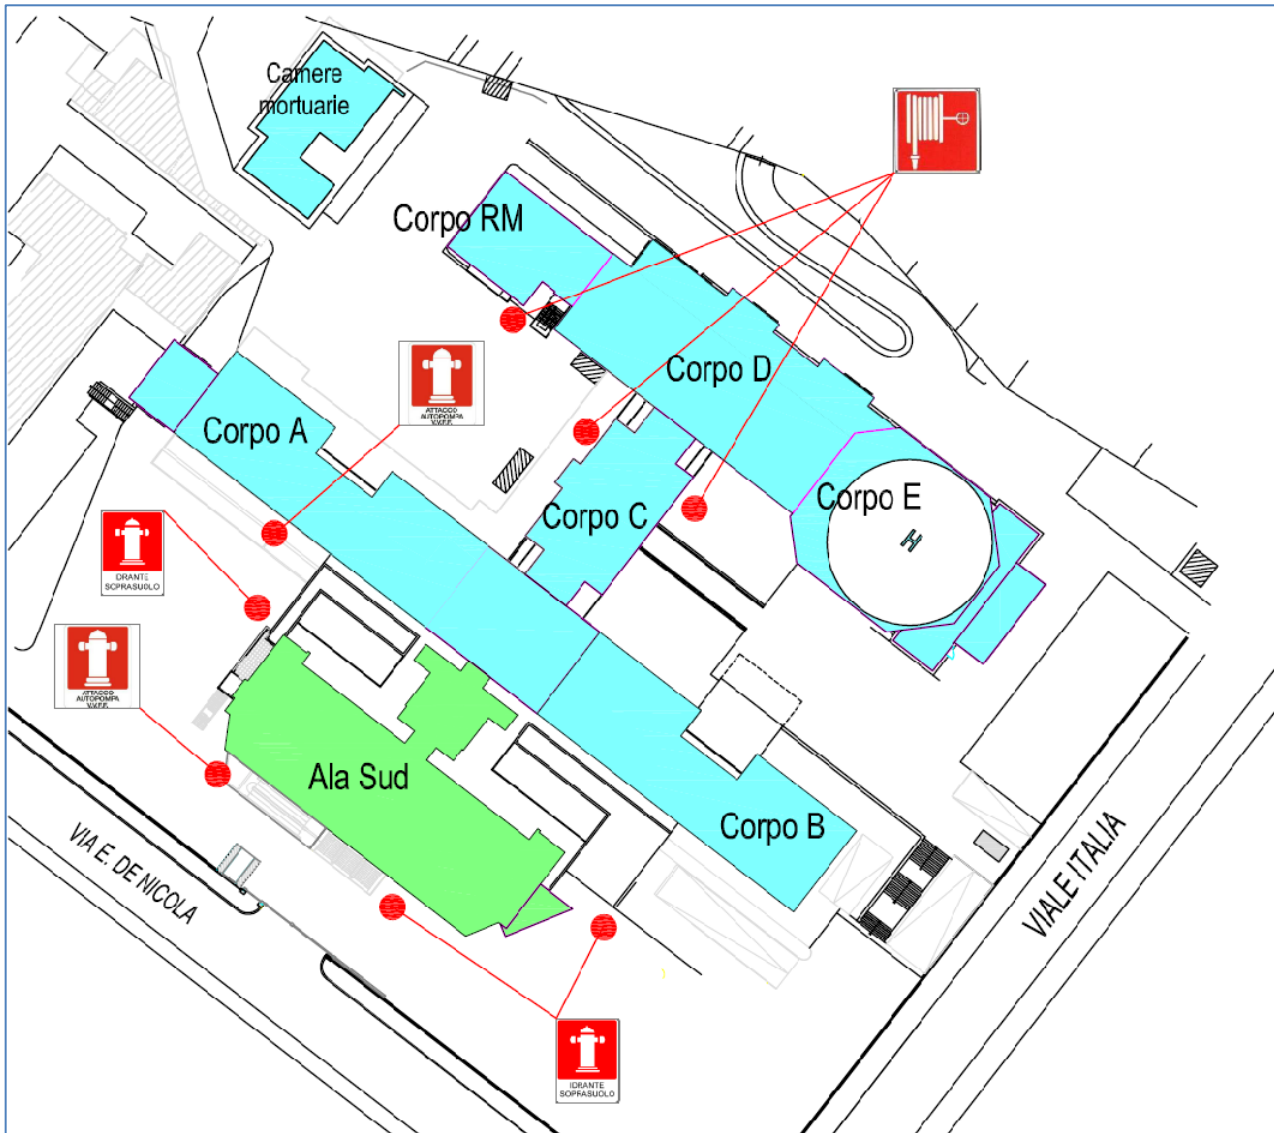 Camere
mortuarie
Corpo RM
Corpo D
ATTACCO
AUTOPOMPA
V.V.F.F.
Corpo A
Corpo E
H
Corpo C
IDRANTE
SOPRASUOLO
ATTACCO
AUTOPOMPA
V.V.F.F.
Ala Sud
Corpo B
VIA E. DE NICOLA
VIALE ITALIA
IDRANTE
SOPRASUOLO